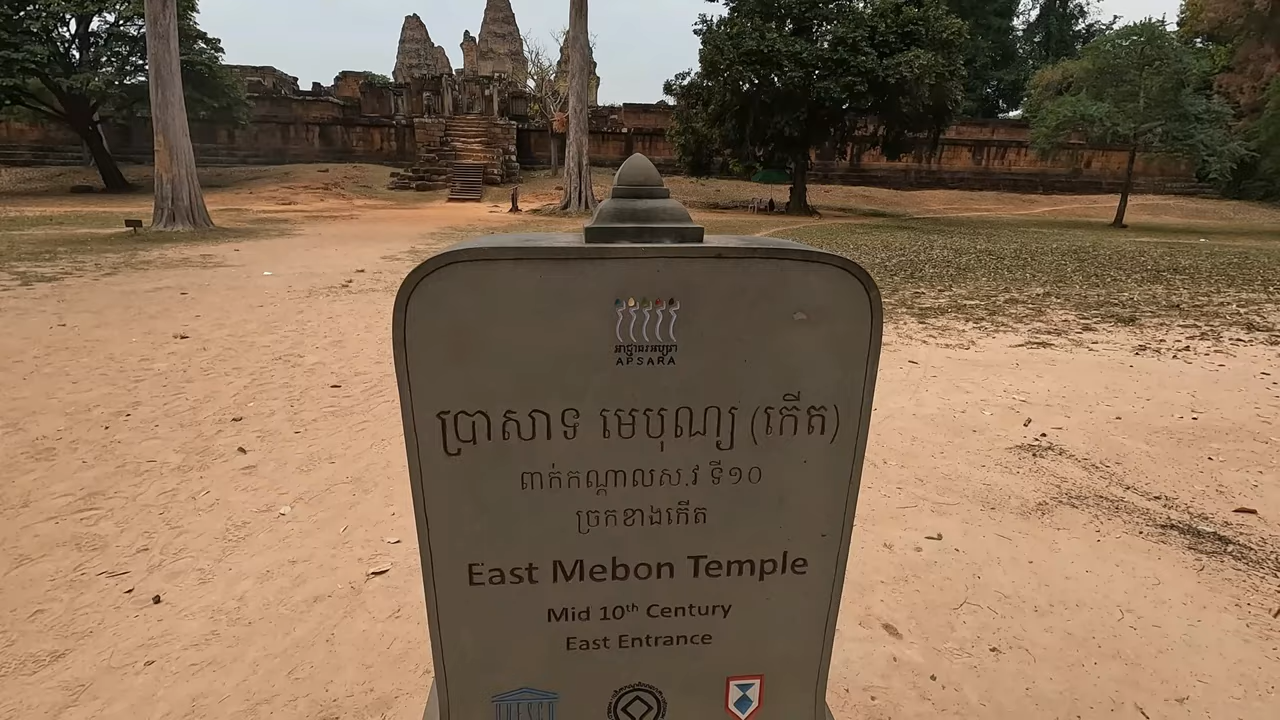 អាជ្ញាធរអប្សរា
APSARA
ប្រាសាទ មេបុណ្យ (កើត)
ពាក់កណ្តាលស.វ ទី១០
ច្រកខាងកើត
East Mebon Temple
Mid 10th Century
East Entrance
UNESCO